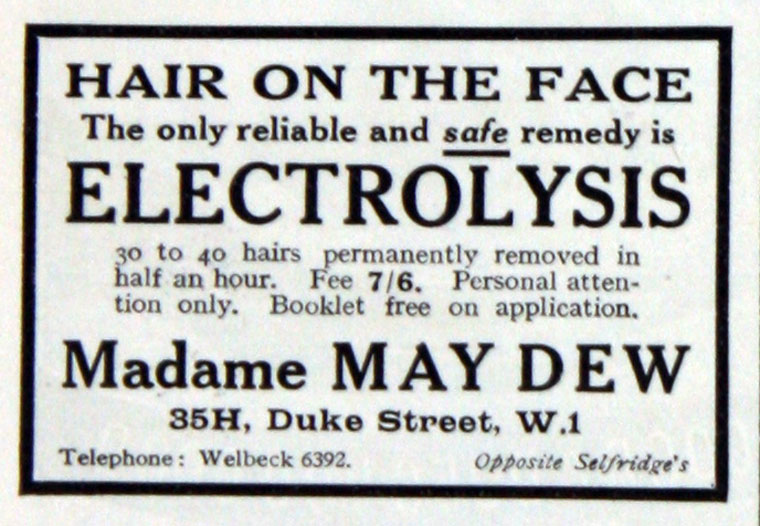 HAIR ON THE FACE
The only reliable and safe remedy is
ELECTROLYSIS
30 to 40 hairs permanently removed in
half an hour. Fee 7/6. Personal atten-
tion only. Booklet free on application.
Madame MAY DEW
35H, Duke Street, W.1
Telephone: Welbeck 6392. Opposite Selfridge's